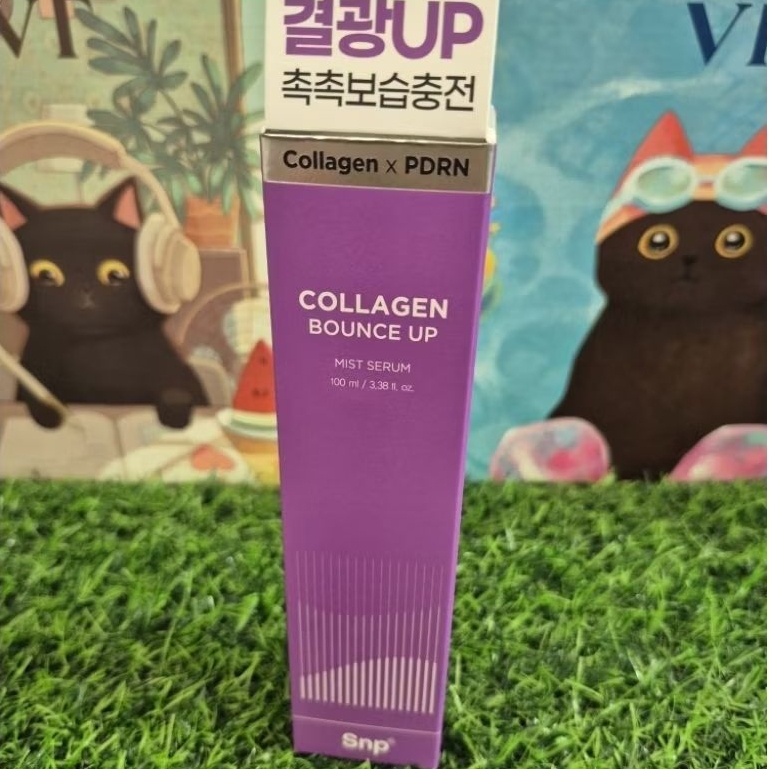 VT
결광UP
촉촉보습충전
Collagen x PDRN
COLLAGEN
BOUNCE UP
MIST SERUM
100 ml / 3.38 fl. oz.
Snp